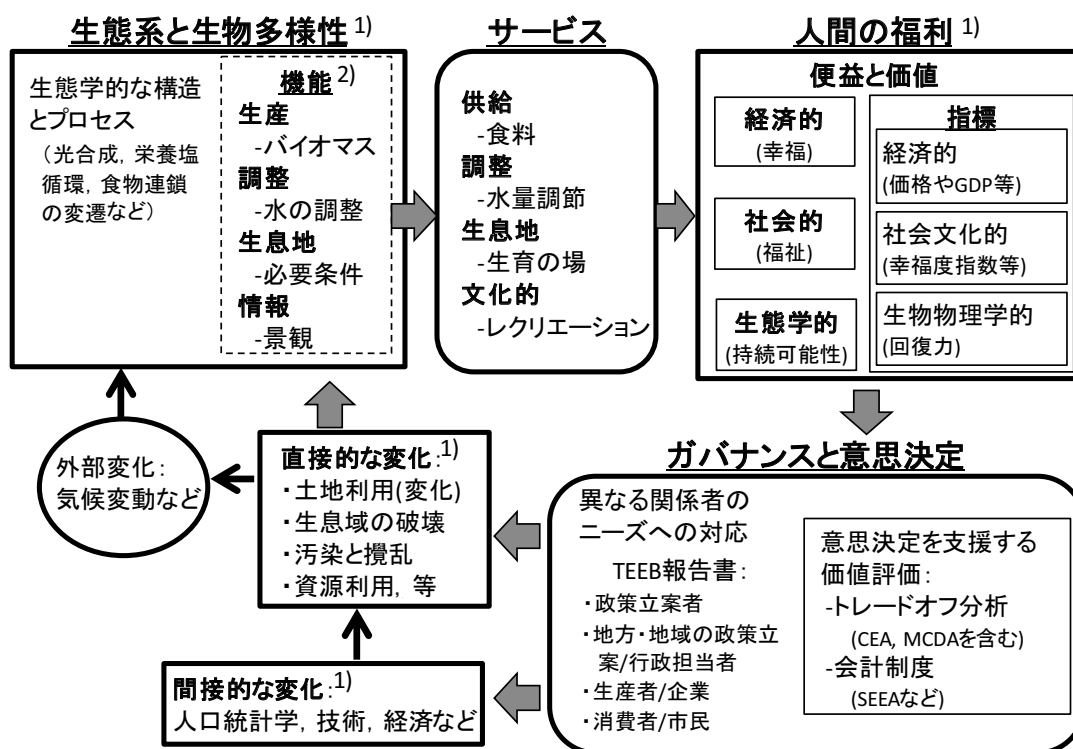 生態系と生物多様性1)
生態学的な構造
とプロセス
(光合成, 栄養塩
循環, 食物連鎖
の変遷など)
機能2)
生産
-バイオマス
調整
-水の調整
生息地
-必要条件
情報
-景観
サービス
供給
-食料
調整
-水量調節
生息地
-生育の場
文化的
-レクリエーション
人間の福利1)
便益と価値
経済的
(幸福)
社会的
(福祉)
生態学的
(持続可能性)
指標
経済的
(価格やGDP等)
社会文化的
(幸福度指数等)
生物物理学的
(回復力)
外部変化:
気候変動など
直接的な変化:1)
・土地利用(変化)
・生息域の破壊
・汚染と攪乱
・資源利用, 等
間接的な変化:1)
人口統計学, 技術, 経済など
ガバナンスと意思決定
異なる関係者の
ニーズへの対応
TEEB報告書:
・政策立案者
・地方・地域の政策立
案/行政担当者
・生産者/企業
・消費者/市民
意思決定を支援する
価値評価:
-トレードオフ分析
(CEA, MCDAを含む)
-会計制度
(SEEAなど)